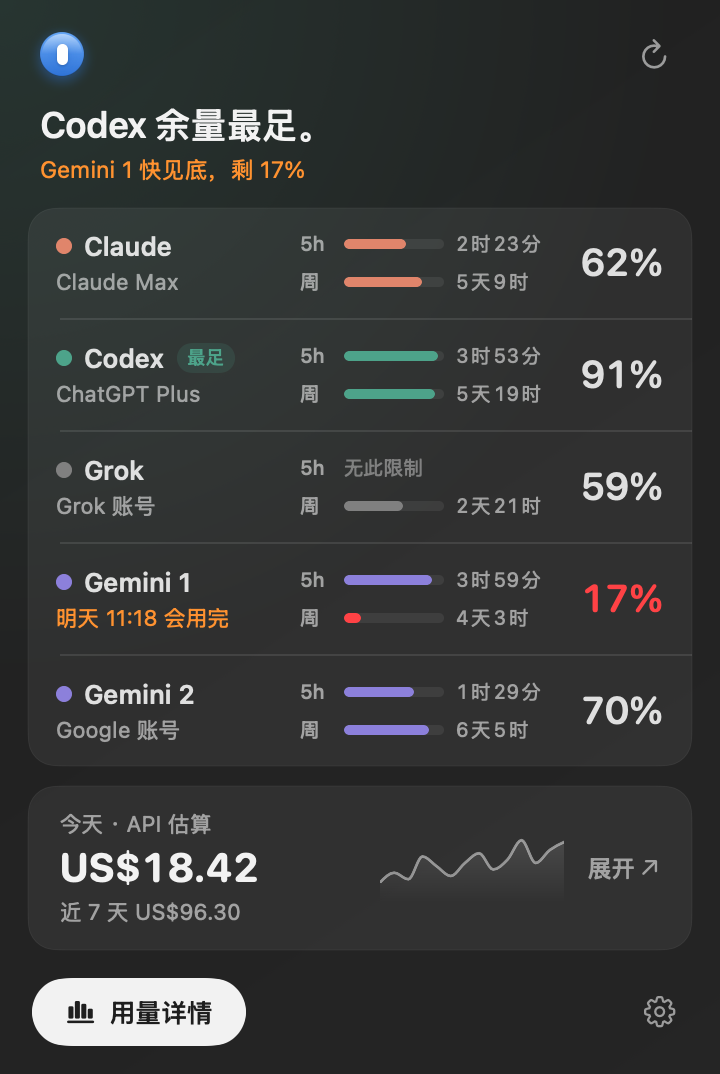 Codex 余量最足。
Gemini 1 快见底，剩 17%
Claude 5h 2时23分 62%
Claude Max 周 5天9时
Codex 最足 5h 3时53分 91%
ChatGPT Plus 周 5天19时
Grok 5h 无此限制 59%
Grok 账号 周 2天21时
Gemini 1 5h 3时59分 17%
明天 11:18 会用完 周 4天3时
Gemini 2 5h 1时29分 70%
Google 账号 周 6天5时
今天 · API 估算
US$18.42 展开
近 7 天 US$96.30
用量详情